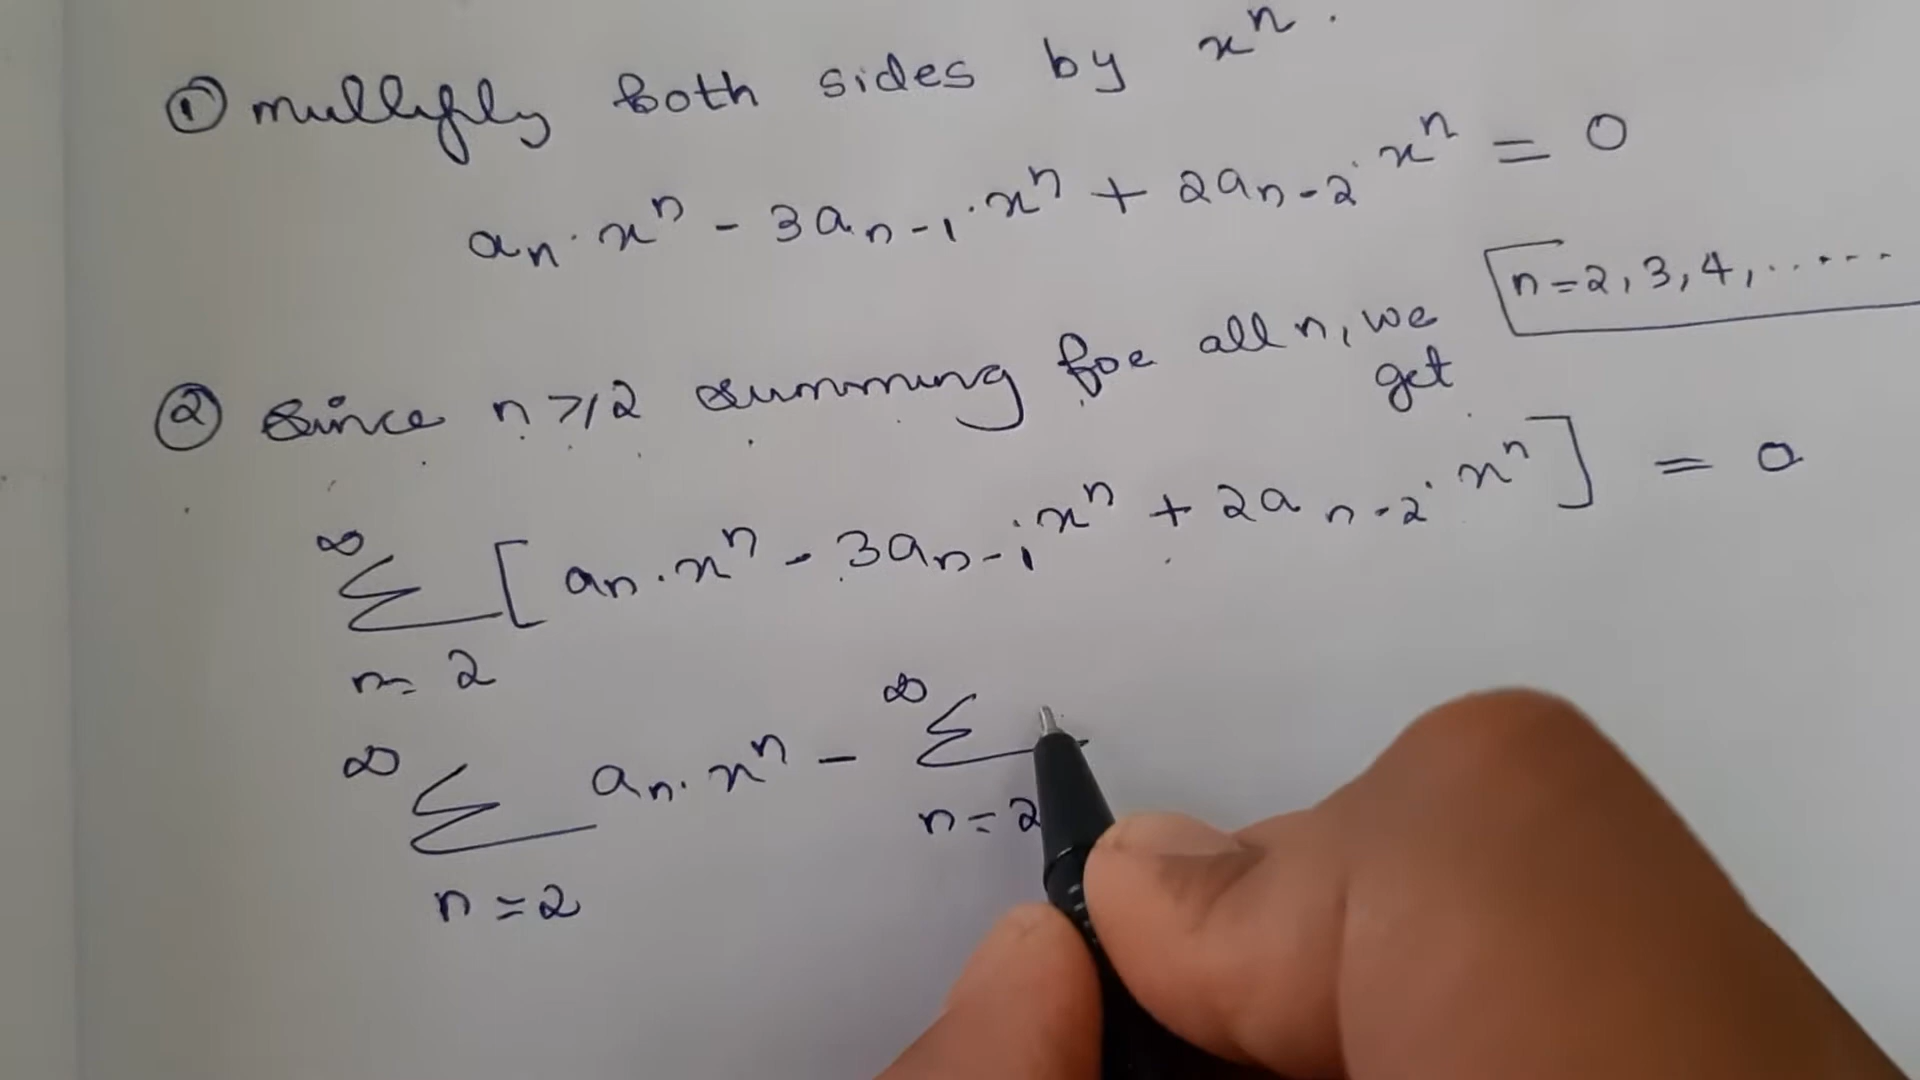 ① multiply both sides by xⁿ.
aₙ·xⁿ - 3aₙ₋₁·xⁿ + 2aₙ₋₂·xⁿ = 0
n=2,3,4,......
② Since n≥2 summing for all n, we
get
∞
Σ [aₙ·xⁿ - 3aₙ₋₁·xⁿ + 2aₙ₋₂·xⁿ] = 0
n=2
∞ Σ aₙ·xⁿ - ∞ Σ
n=2 n=2